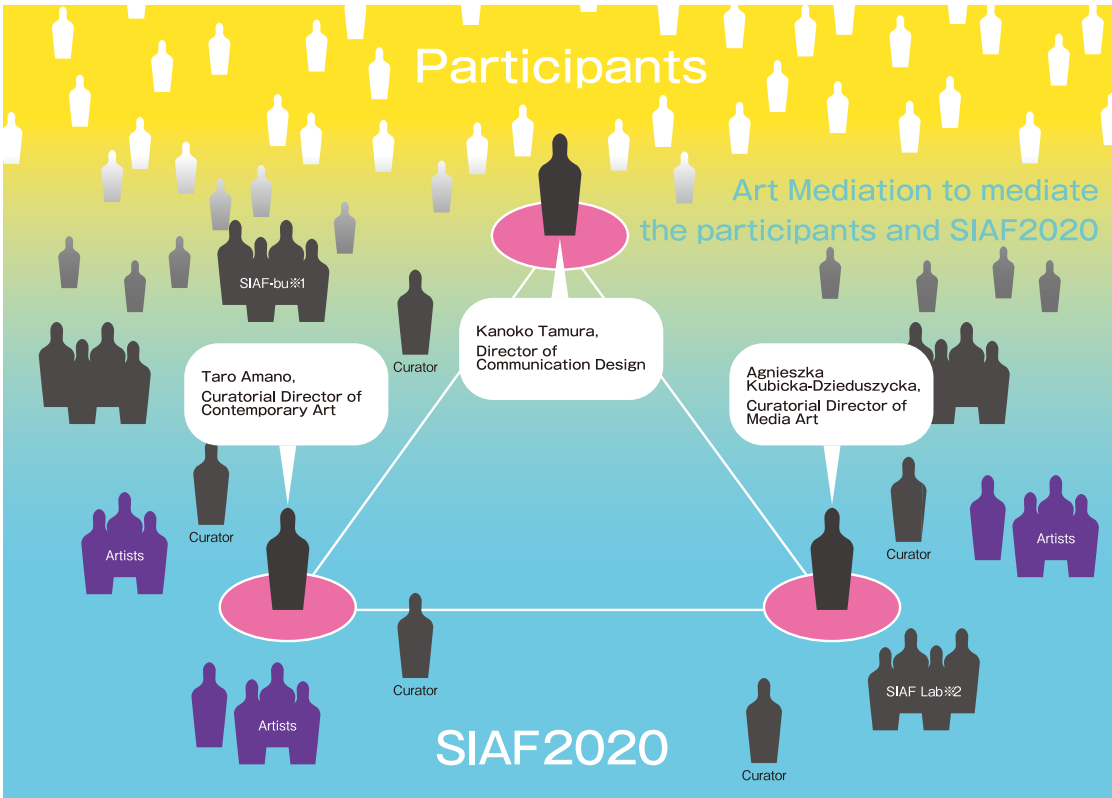 Participants
Art Mediation to mediate
the participants and SIAF2020
SIAF-bu※1
Curator
Kanoko Tamura,
Director of
Communication Design
Taro Amano,
Curatorial Director of
Contemporary Art
Agnieszka
Kubicka-Dzieduszycka,
Curatorial Director of
Media Art
Curator
Artists
Curator
Artists
Curator
Artists
SIAF Lab※2
Curator
SIAF2020